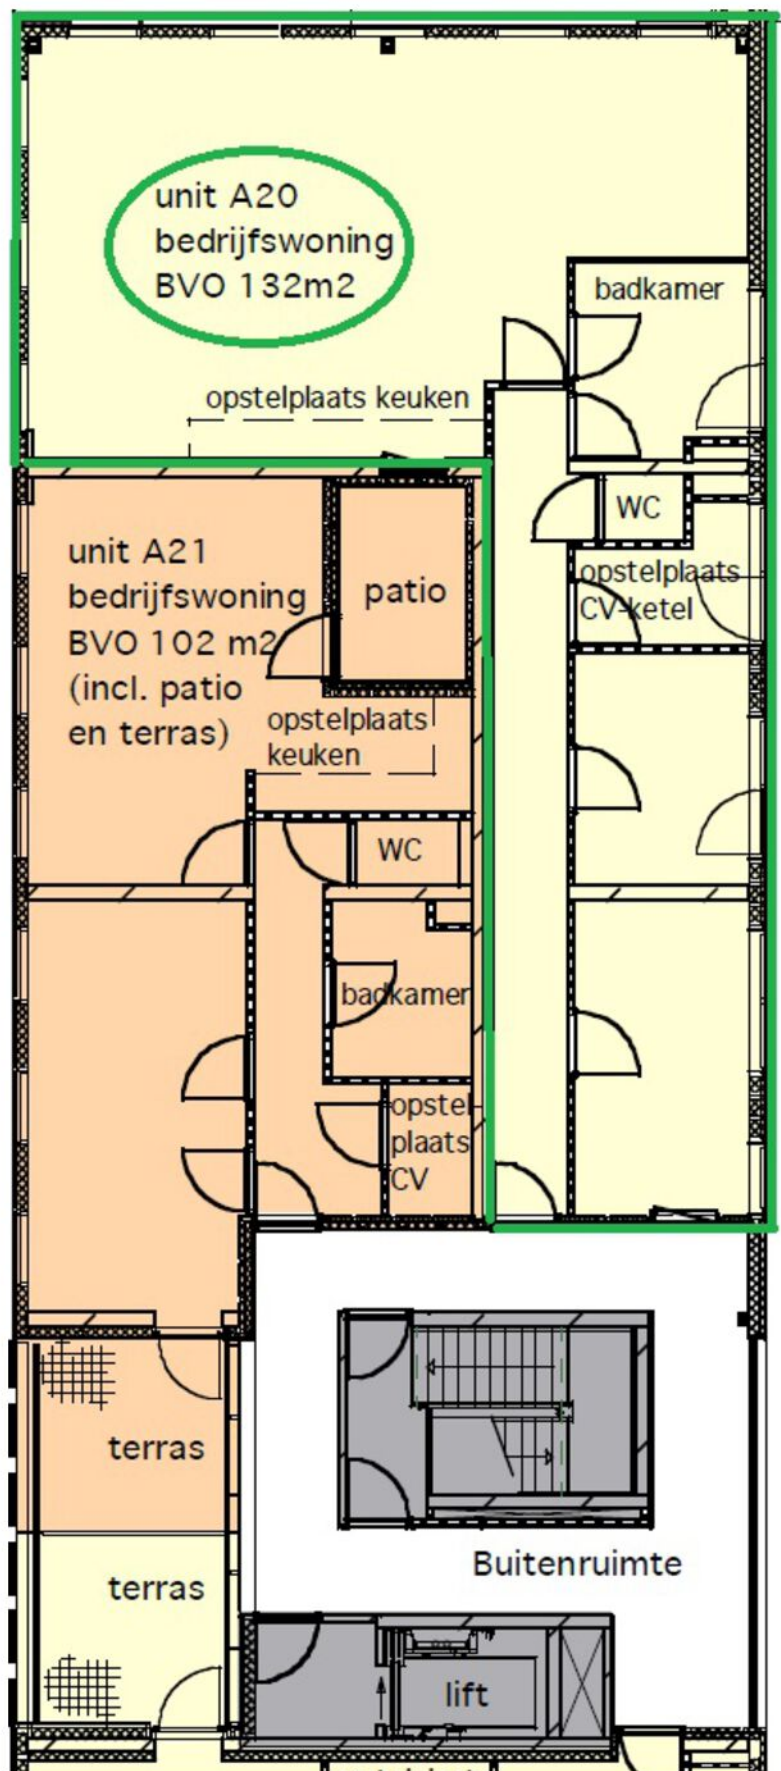 unit A20
bedrijfswoning
BVO 132m2
badkamer
opstelplaats keuken
WC
opstelplaats
CV-ketel
unit A21
bedrijfswoning
BVO 102 m2
(incl. patio
en terras)
patio
opstelplaats
keuken
WC
badkamer
opstel-
plaats
CV
terras
terras
Buitenruimte
lift